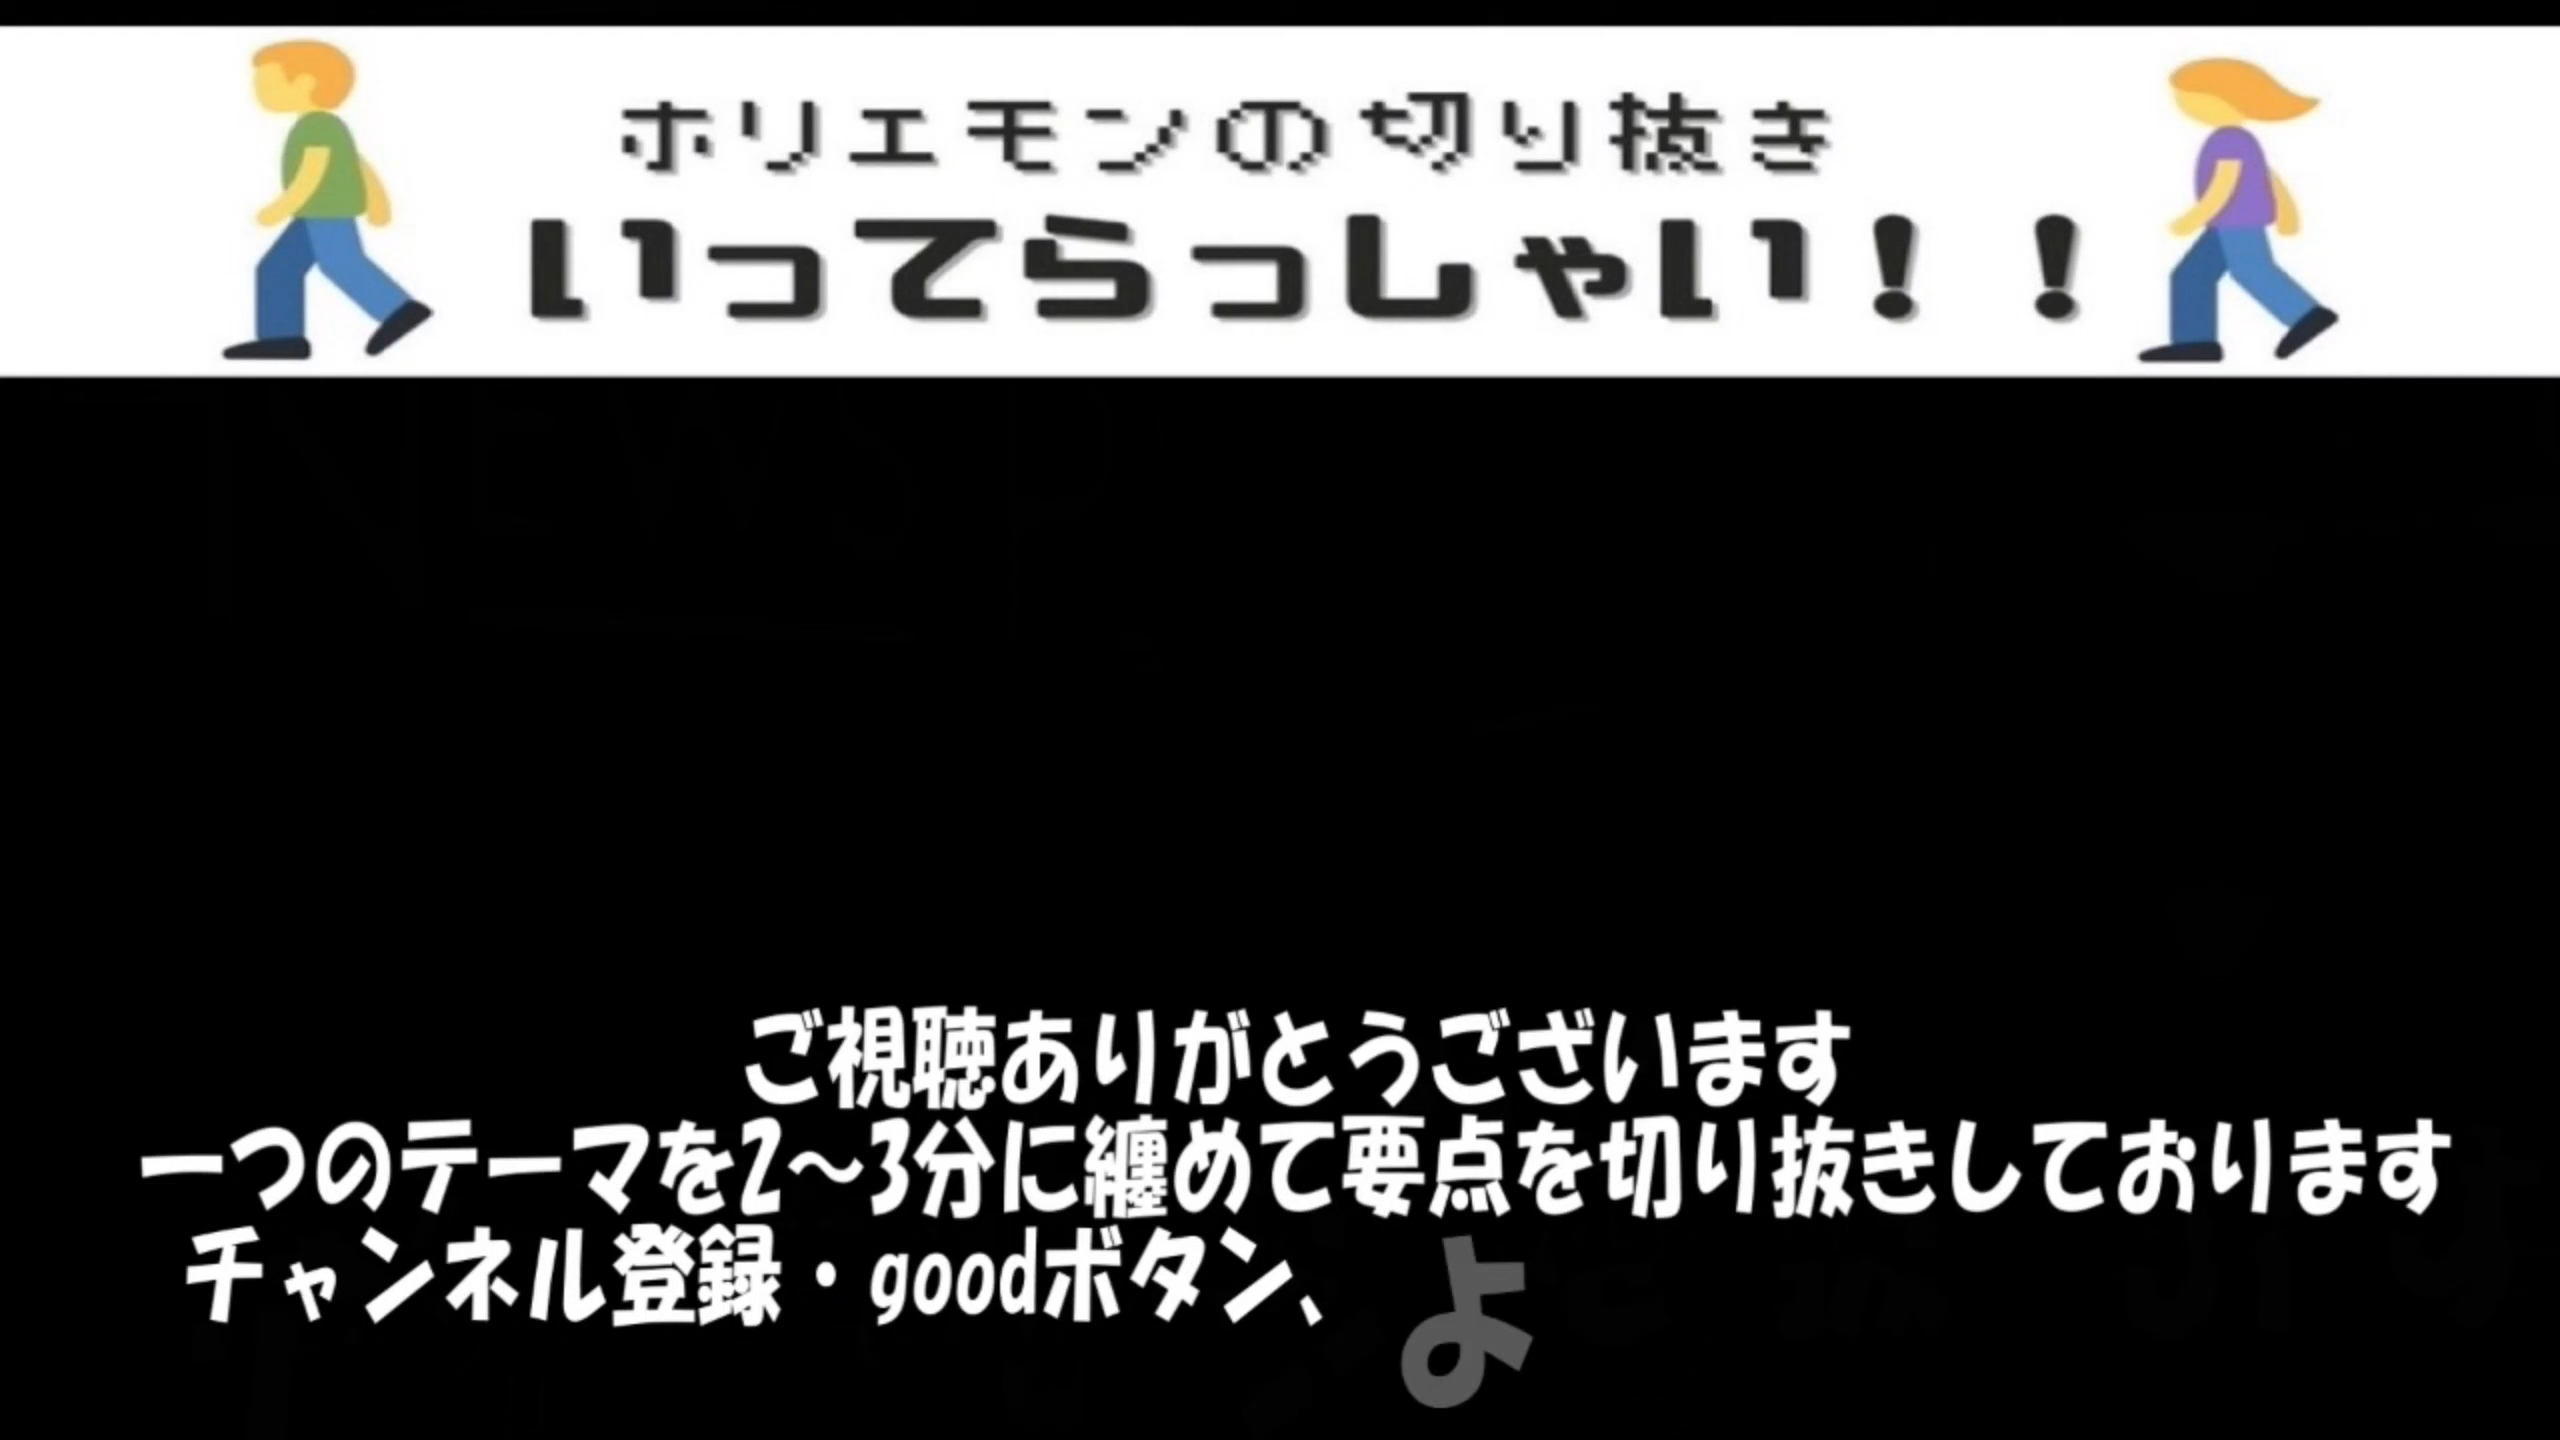 ホリエモンの切り抜き
いってらっしゃい！！
ご視聴ありがとうございます
一つのテーマを2～3分に纏めて要点を切り抜きしております
チャンネル登録・goodボタン、よ